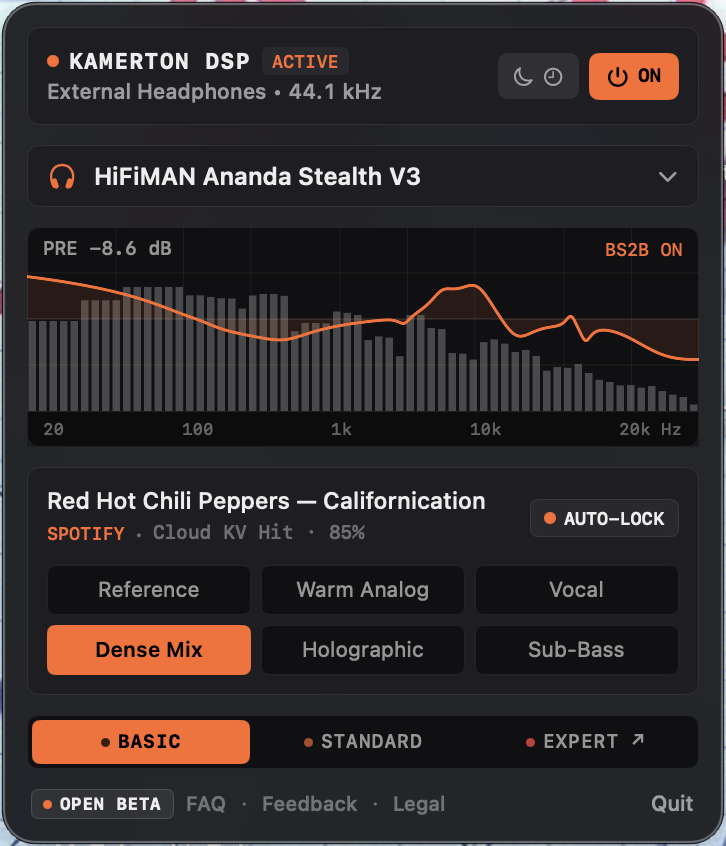 KAMERTON DSP ACTIVE
External Headphones • 44.1 kHz
ON
HiFiMAN Ananda Stealth V3
PRE −8.6 dB BS2B ON
20 100 1k 10k 20k Hz
Red Hot Chili Peppers — Californication
SPOTIFY · Cloud KV Hit · 85%
AUTO-LOCK
Reference Warm Analog Vocal
Dense Mix Holographic Sub-Bass
BASIC STANDARD EXPERT ↗
OPEN BETA FAQ · Feedback · Legal Quit